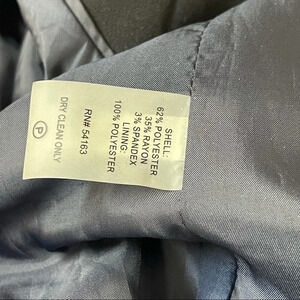 SHELL:
62% POLYESTER
35% RAYON
3% SPANDEX
LINING:
100% POLYESTER
RN# 54163
DRY CLEAN ONLY
P